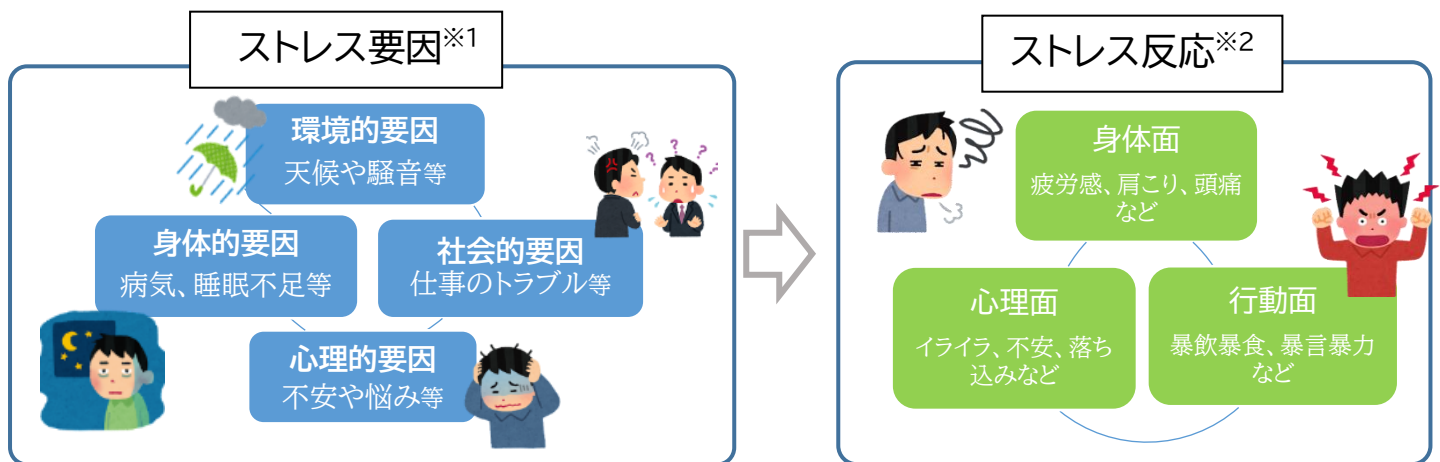 ストレス要因※1
環境的要因
天候や騒音等
身体的要因
病気、睡眠不足等
社会的要因
仕事のトラブル等
心理的要因
不安や悩み等
ストレス反応※2
身体面
疲労感、肩こり、頭痛
など
心理面
イライラ、不安、落ち
込みなど
行動面
暴飲暴食、暴言暴力
など